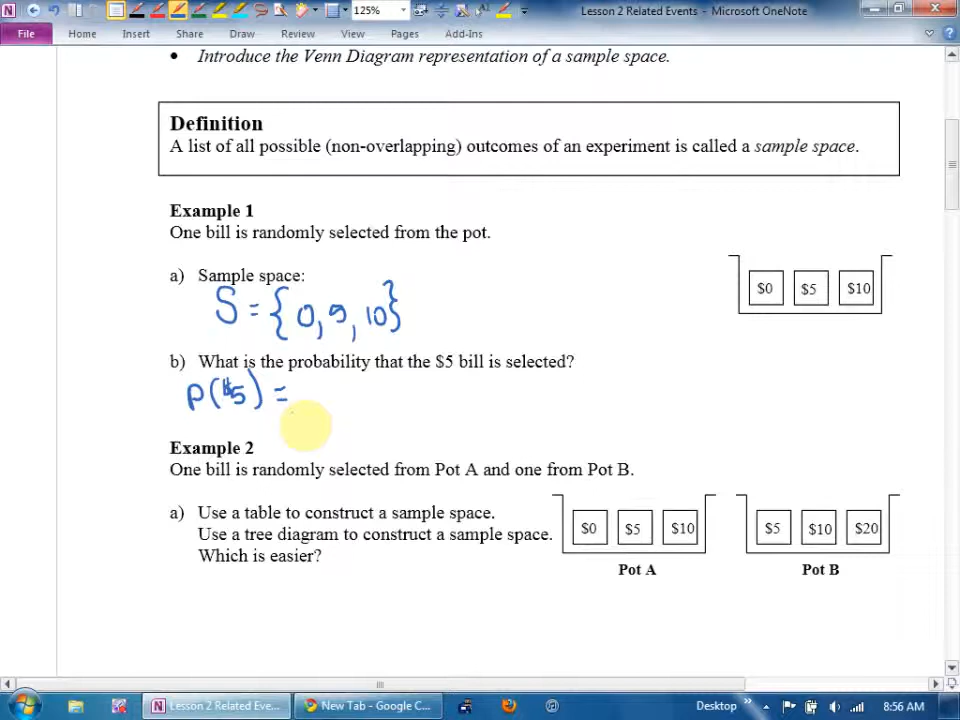 Lesson 2 Related Events - Microsoft OneNote
125%
File Home Insert Share Draw Review View Pages Add-Ins
• Introduce the Venn Diagram representation of a sample space.
Definition
A list of all possible (non-overlapping) outcomes of an experiment is called a sample space.
Example 1
One bill is randomly selected from the pot.
a) Sample space:
S = {0, 5, 10}
$0 $5 $10
b) What is the probability that the $5 bill is selected?
P($5) =
Example 2
One bill is randomly selected from Pot A and one from Pot B.
a) Use a table to construct a sample space.
Use a tree diagram to construct a sample space.
Which is easier?
$0 $5 $10
Pot A
$5 $10 $20
Pot B
Lesson 2 Related Eve...
New Tab - Google C...
Desktop
8:56 AM